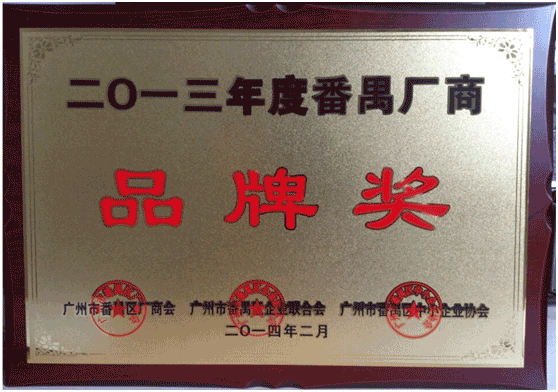 二〇一三年度番禺厂商
品牌奖
广州市番禺区厂商会 广州市番禺区企业联合会 广州市番禺区中小企业协会
二〇一四年二月